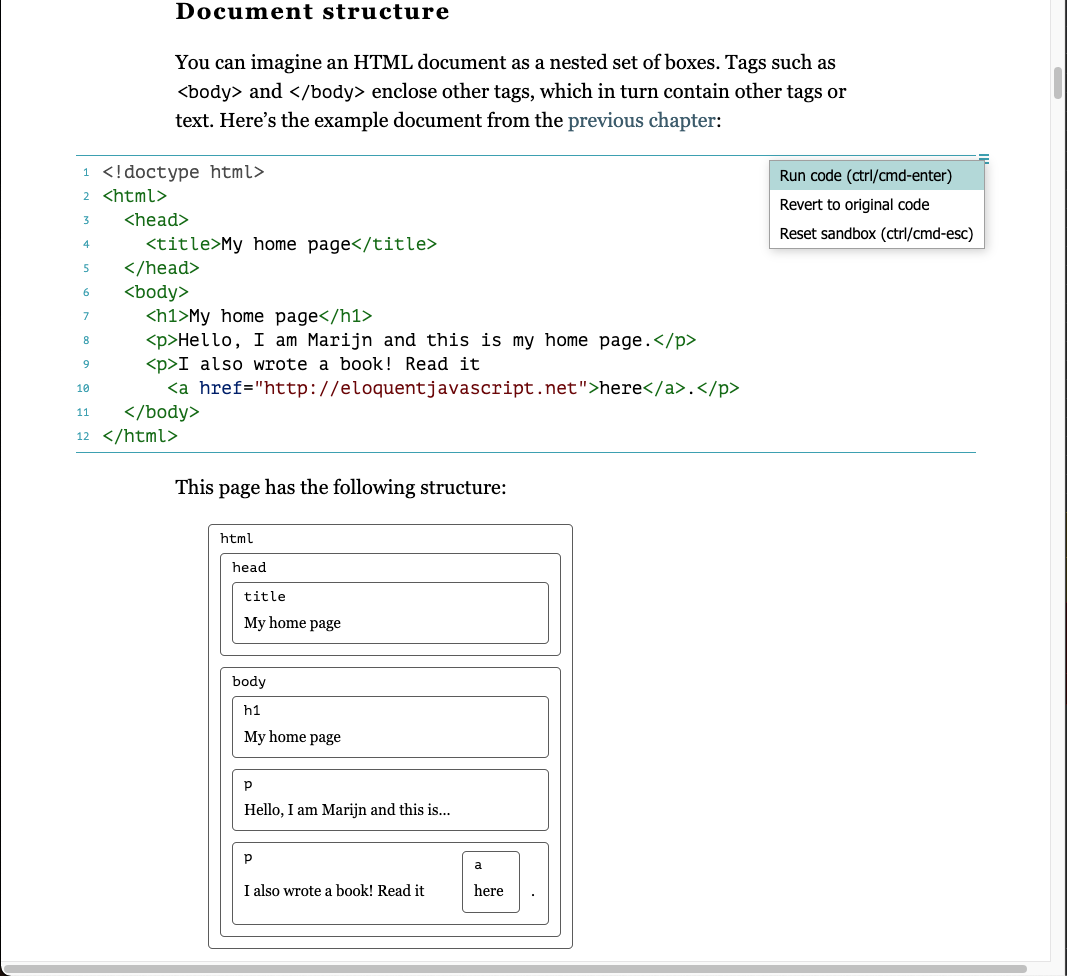 Document structure
You can imagine an HTML document as a nested set of boxes. Tags such as
<body> and </body> enclose other tags, which in turn contain other tags or
text. Here’s the example document from the previous chapter:
1 <!doctype html>
2 <html>
3 <head>
4 <title>My home page</title>
5 </head>
6 <body>
7 <h1>My home page</h1>
8 <p>Hello, I am Marijn and this is my home page.</p>
9 <p>I also wrote a book! Read it
10 <a href="http://eloquentjavascript.net">here</a>.</p>
11 </body>
12 </html>
Run code (ctrl/cmd-enter)
Revert to original code
Reset sandbox (ctrl/cmd-esc)
This page has the following structure:
html
head
title
My home page
body
h1
My home page
p
Hello, I am Marijn and this is...
p
a
I also wrote a book! Read it here .